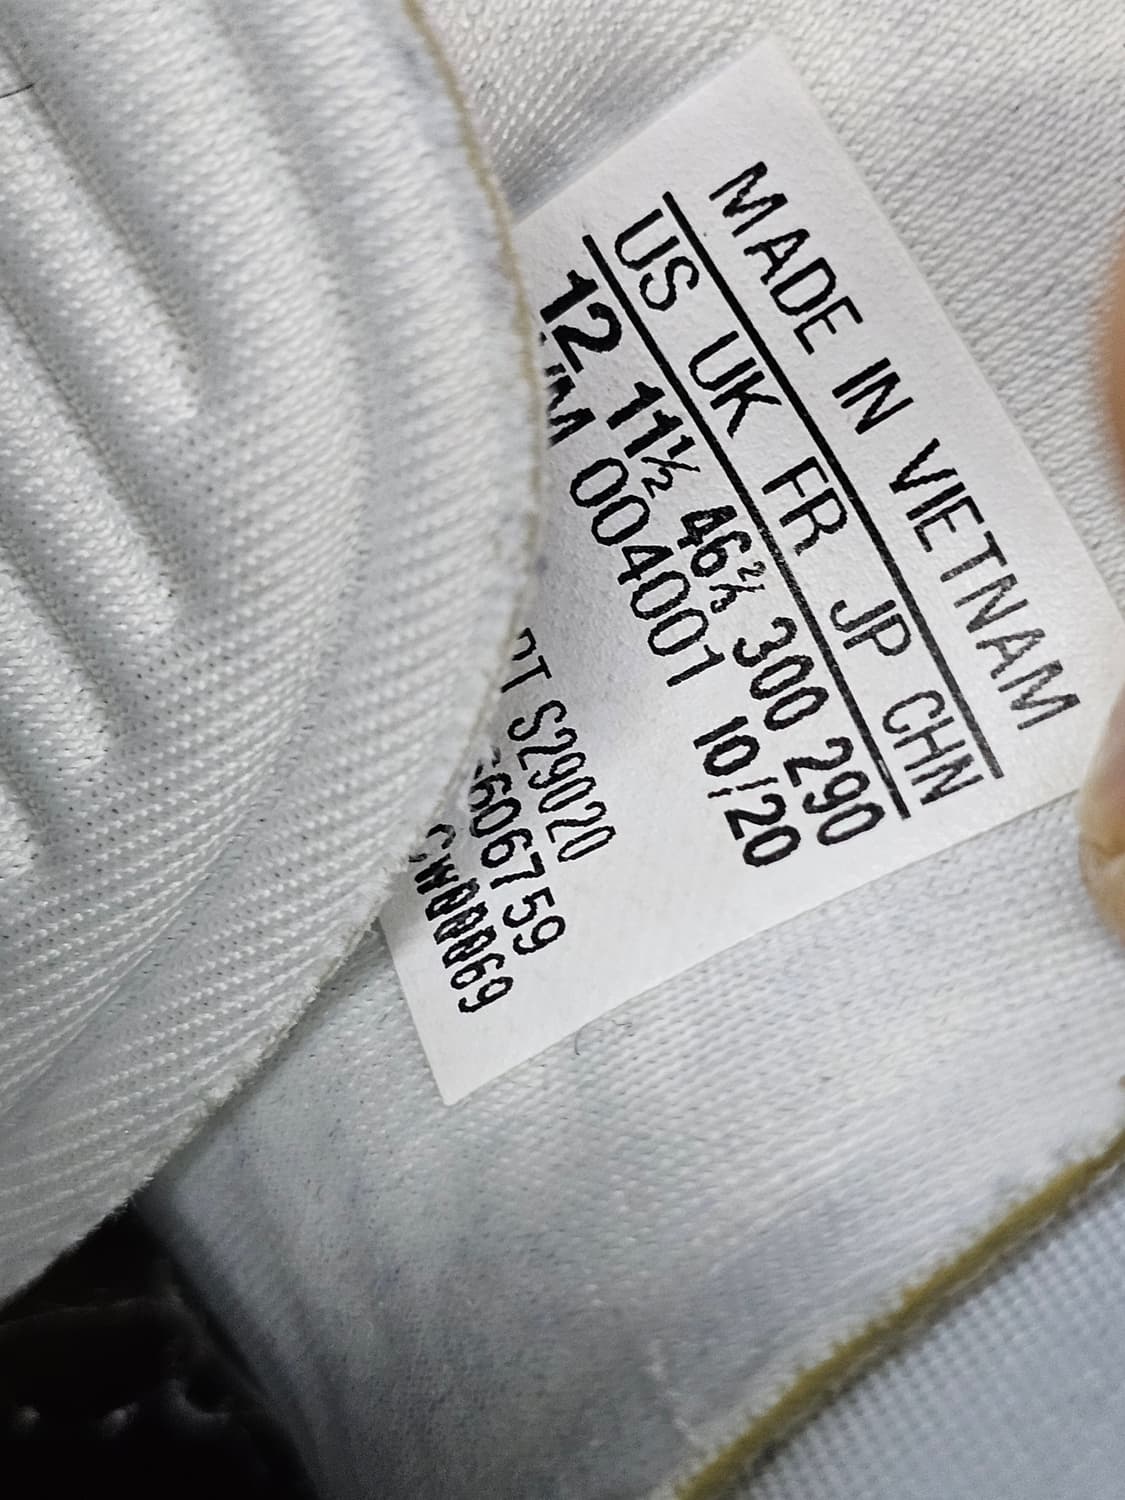 MADE IN VIETNAM
US UK FR JP CHN
12 11½ 46⅔ 300 290
004001 10/20
S29020
606759
CW00069